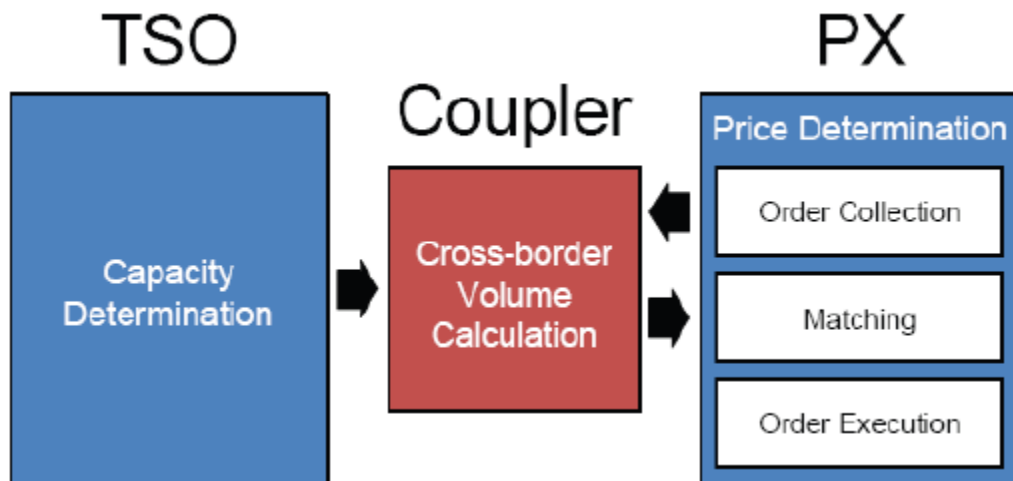 TSO
Coupler
PX
Capacity
Determination
Cross-border
Volume
Calculation
Price Determination
Order Collection
Matching
Order Execution